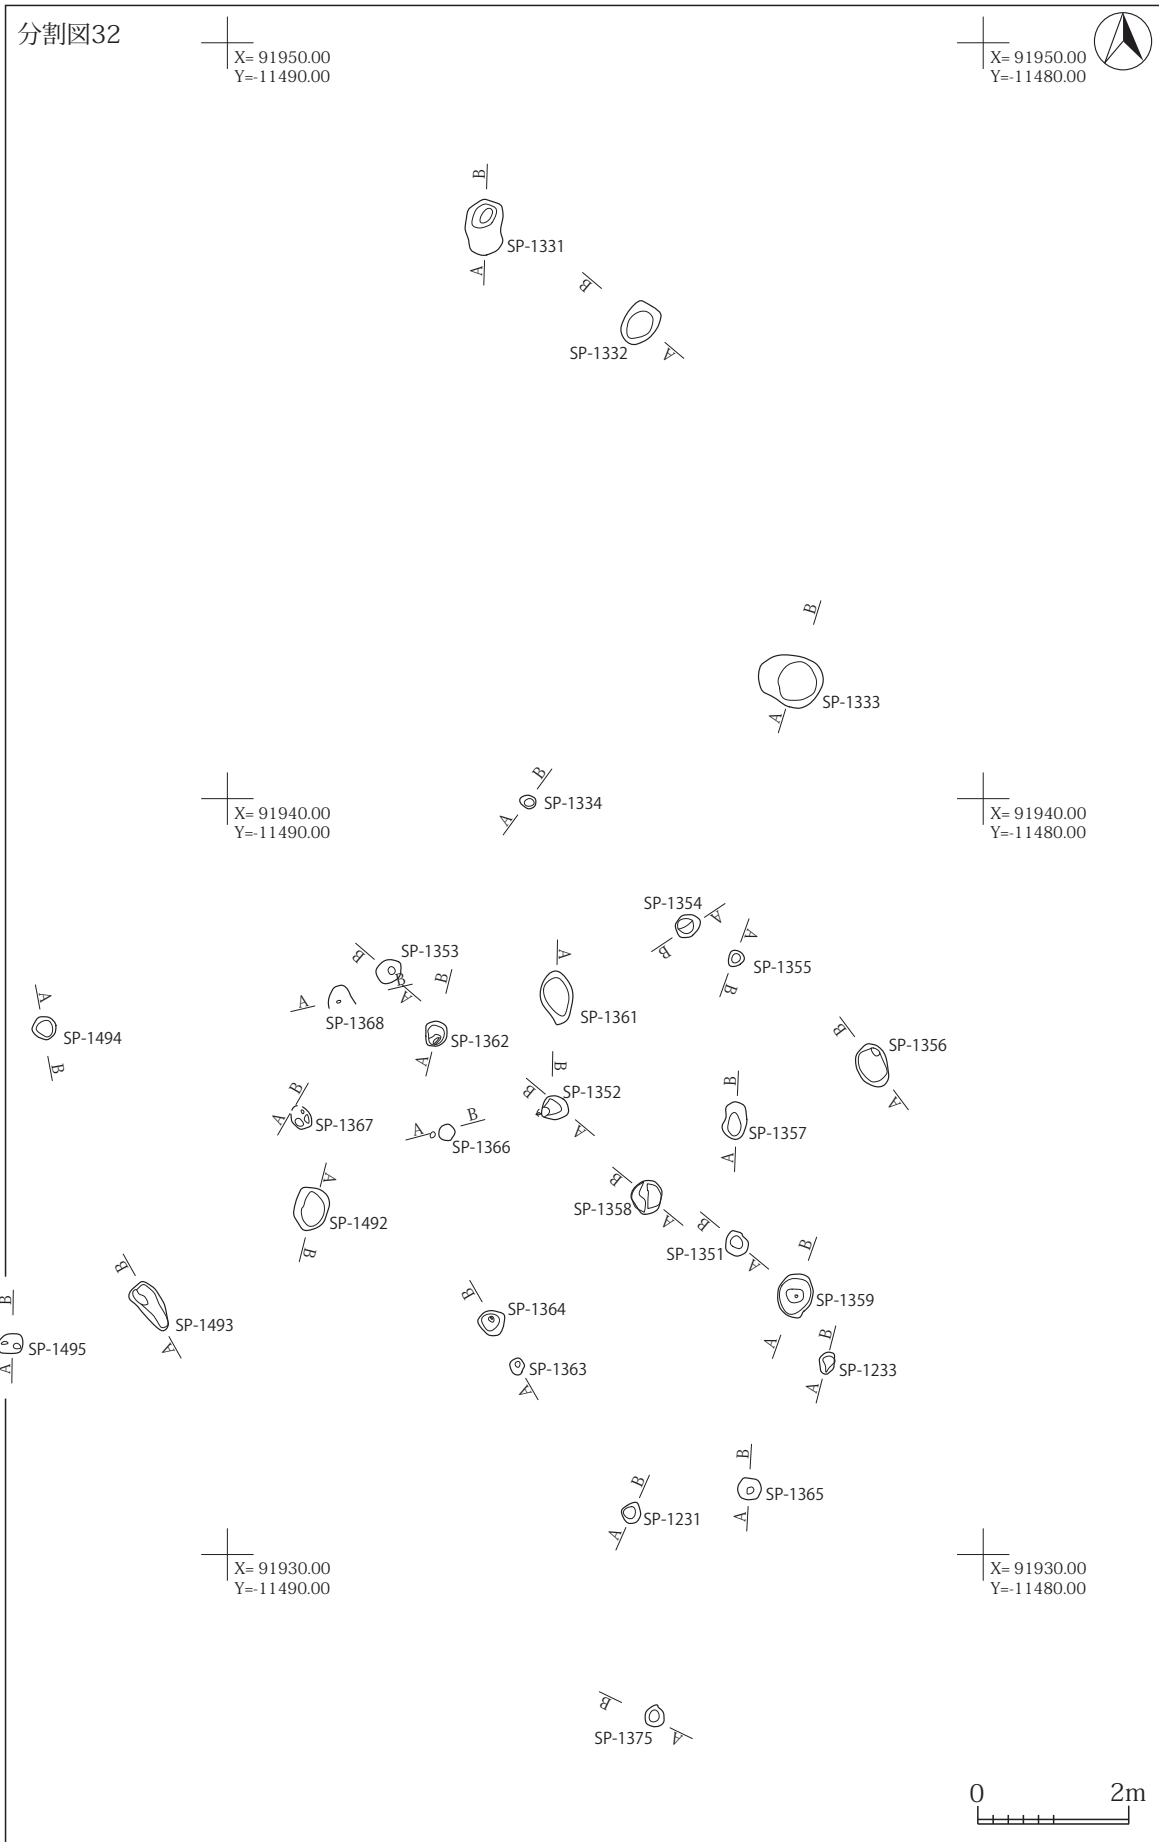 分割図32
X= 91950.00
Y=-11490.00
X= 91950.00
Y=-11480.00
B
SP-1331
A
B
SP-1332
A
B
SP-1333
A
B
SP-1334
A
X= 91940.00
Y=-11490.00
X= 91940.00
Y=-11480.00
SP-1354
A
B
A
SP-1355
B
B
SP-1353
A
B
A
SP-1368
B
SP-1362
A
A
SP-1361
B
A
SP-1494
B
B
SP-1356
A
B
SP-1352
A
B
SP-1357
A
B
A
SP-1367
A
B
SP-1366
A
SP-1492
B
B
SP-1358
A
B
SP-1351
A
B
SP-1359
A
B
SP-1493
A
B
SP-1495
A
B
SP-1364
SP-1363
A
B
SP-1233
A
B
SP-1365
A
B
SP-1231
A
X= 91930.00
Y=-11490.00
X= 91930.00
Y=-11480.00
B
SP-1375
A
0 2m